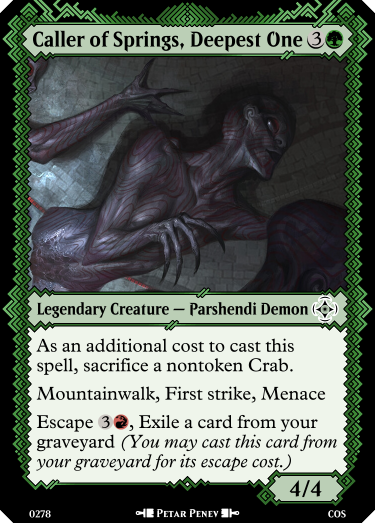 Caller of Springs, Deepest One 3
Legendary Creature — Parshendi Demon
As an additional cost to cast this
spell, sacrifice a nontoken Crab.
Mountainwalk, First strike, Menace
Escape 3, Exile a card from your
graveyard (You may cast this card from
your graveyard for its escape cost.)
4/4
0278 PETAR PENEV COS